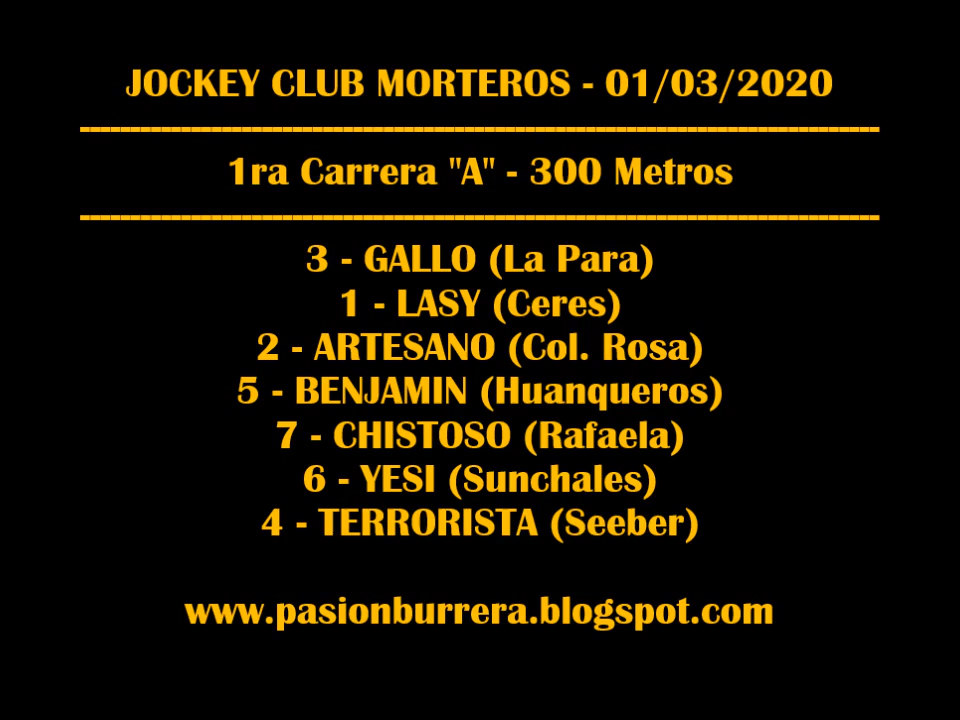 JOCKEY CLUB MORTEROS - 01/03/2020
--------------------------------------------------------------------------------
1ra Carrera "A" - 300 Metros
--------------------------------------------------------------------------------
3 - GALLO (La Para)
1 - LASY (Ceres)
2 - ARTESANO (Col. Rosa)
5 - BENJAMIN (Huanqueros)
7 - CHISTOSO (Rafaela)
6 - YESI (Sunchales)
4 - TERRORISTA (Seeber)
www.pasionburrera.blogspot.com